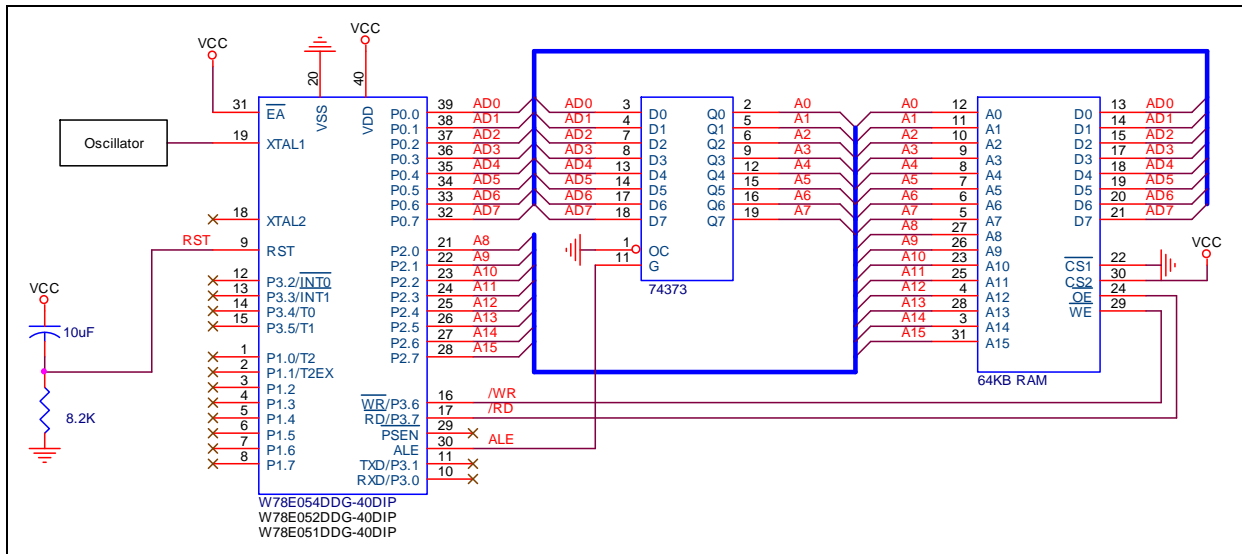 VCC
VCC
20
40
VSS
VDD
31
EA
19
XTAL1
Oscillator
18
XTAL2
RST
9
RST
VCC
10uF
8.2K
12
P3.2/INT0
13
P3.3/INT1
14
P3.4/T0
15
P3.5/T1
1
P1.0/T2
2
P1.1/T2EX
3
P1.2
4
P1.3
5
P1.4
6
P1.5
7
P1.6
8
P1.7
P0.0
39
AD0
P0.1
38
AD1
P0.2
37
AD2
P0.3
36
AD3
P0.4
35
AD4
P0.5
34
AD5
P0.6
33
AD6
P0.7
32
AD7
P2.0
21
A8
P2.1
22
A9
P2.2
23
A10
P2.3
24
A11
P2.4
25
A12
P2.5
26
A13
P2.6
27
A14
P2.7
28
A15
WR/P3.6
16
/WR
RD/P3.7
17
/RD
PSEN
29
ALE
30
ALE
TXD/P3.1
11
RXD/P3.0
10
W78E054DDG-40DIP
W78E052DDG-40DIP
W78E051DDG-40DIP
AD0
3
D0
AD1
4
D1
AD2
7
D2
AD3
8
D3
AD4
13
D4
AD5
14
D5
AD6
17
D6
AD7
18
D7
1
OC
11
G
Q0
2
A0
Q1
5
A1
Q2
6
A2
Q3
9
A3
Q4
12
A4
Q5
15
A5
Q6
16
A6
Q7
19
A7
74373
A0
12
A0
A1
11
A1
A2
10
A2
A3
9
A3
A4
8
A4
A5
7
A5
A6
6
A6
A7
5
A7
A8
27
A8
A9
26
A9
A10
23
A10
A11
25
A11
A12
4
A12
A13
28
A13
A14
3
A14
A15
31
A15
D0
13
AD0
D1
14
AD1
D2
15
AD2
D3
17
AD3
D4
18
AD4
D5
19
AD5
D6
20
AD6
D7
21
AD7
VCC
CS1
22
CS2
30
OE
24
WE
29
64KB RAM